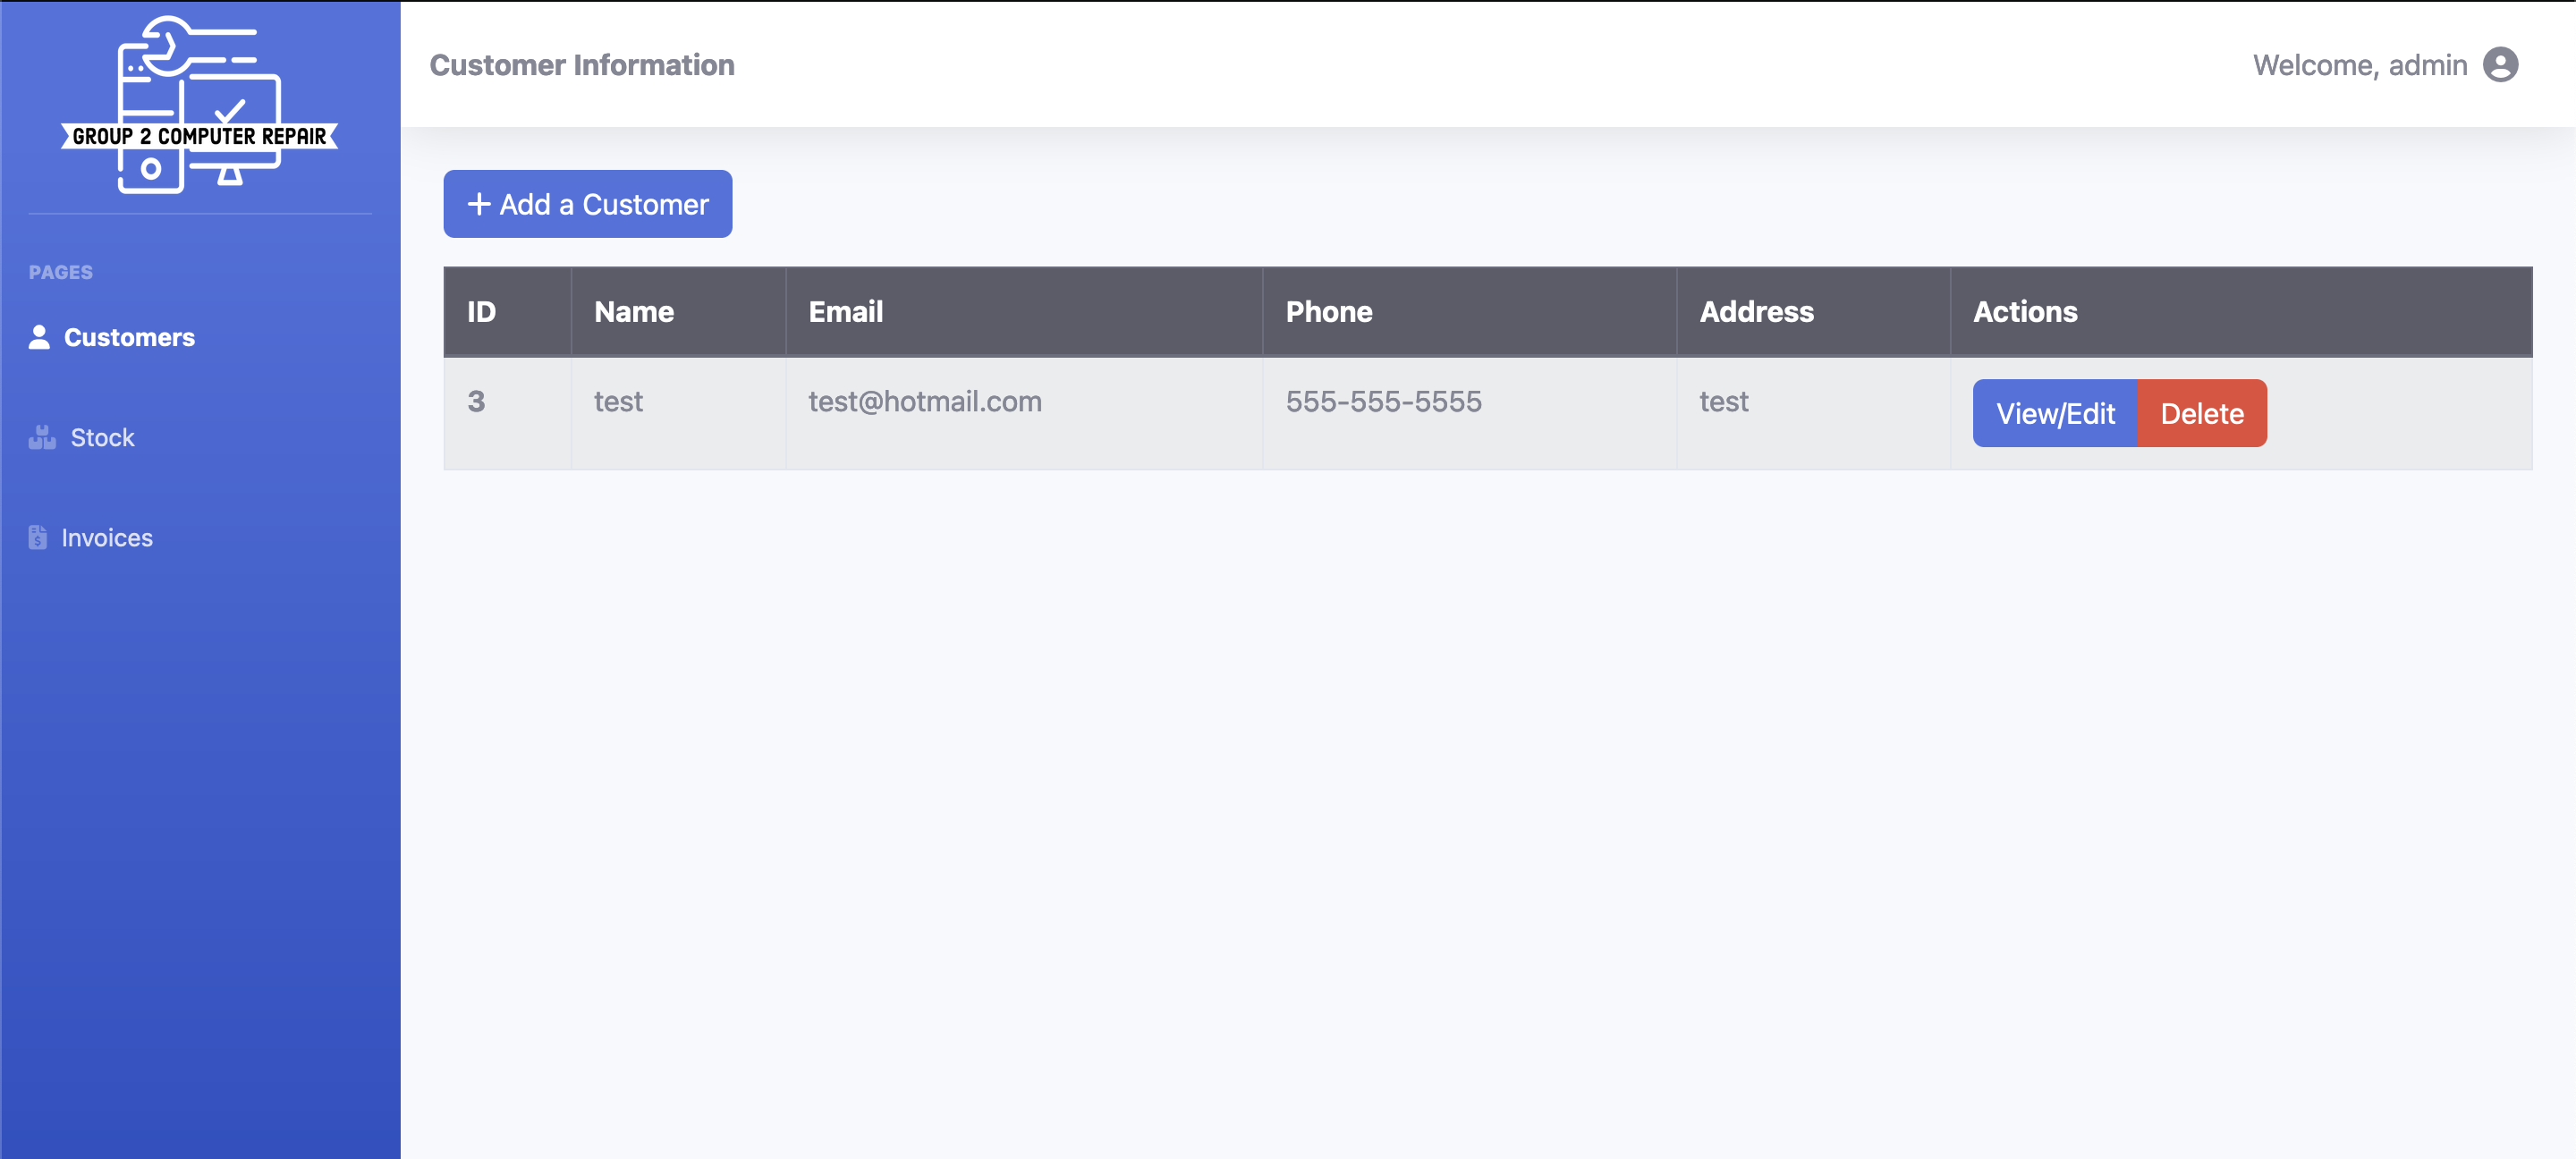 GROUP 2 COMPUTER REPAIR
PAGES
Customers
Stock
Invoices
Customer Information
Welcome, admin
+ Add a Customer
ID Name Email Phone Address Actions
3 test test@hotmail.com 555-555-5555 test View/Edit Delete